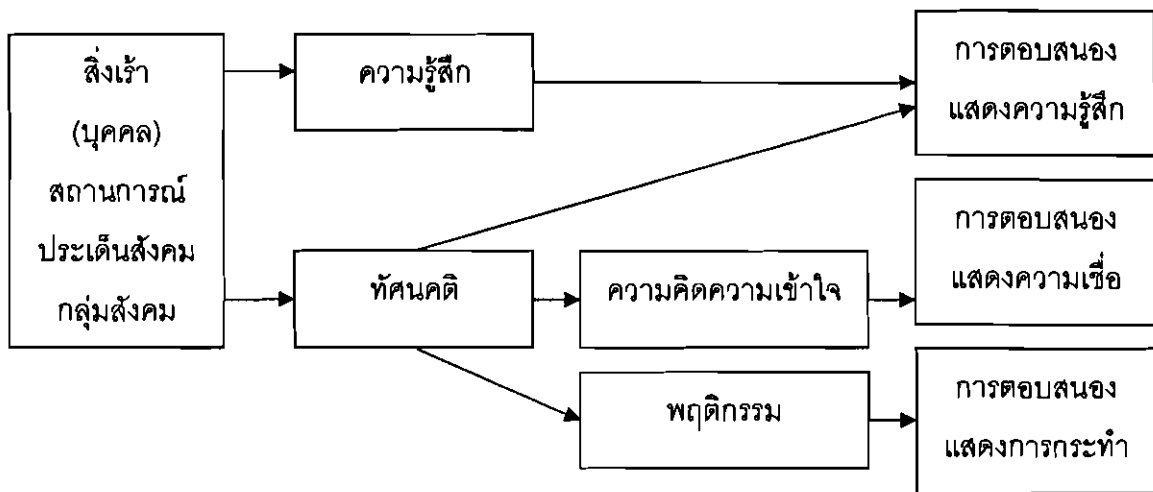 สิ่งเร้า
(บุคคล)
สถานการณ์
ประเด็นสังคม
กลุ่มสังคม
ความรู้สึก
การตอบสนอง
แสดงความรู้สึก
ทัศนคติ
ความคิดความเข้าใจ
การตอบสนอง
แสดงความเชื่อ
พฤติกรรม
การตอบสนอง
แสดงการกระทำ